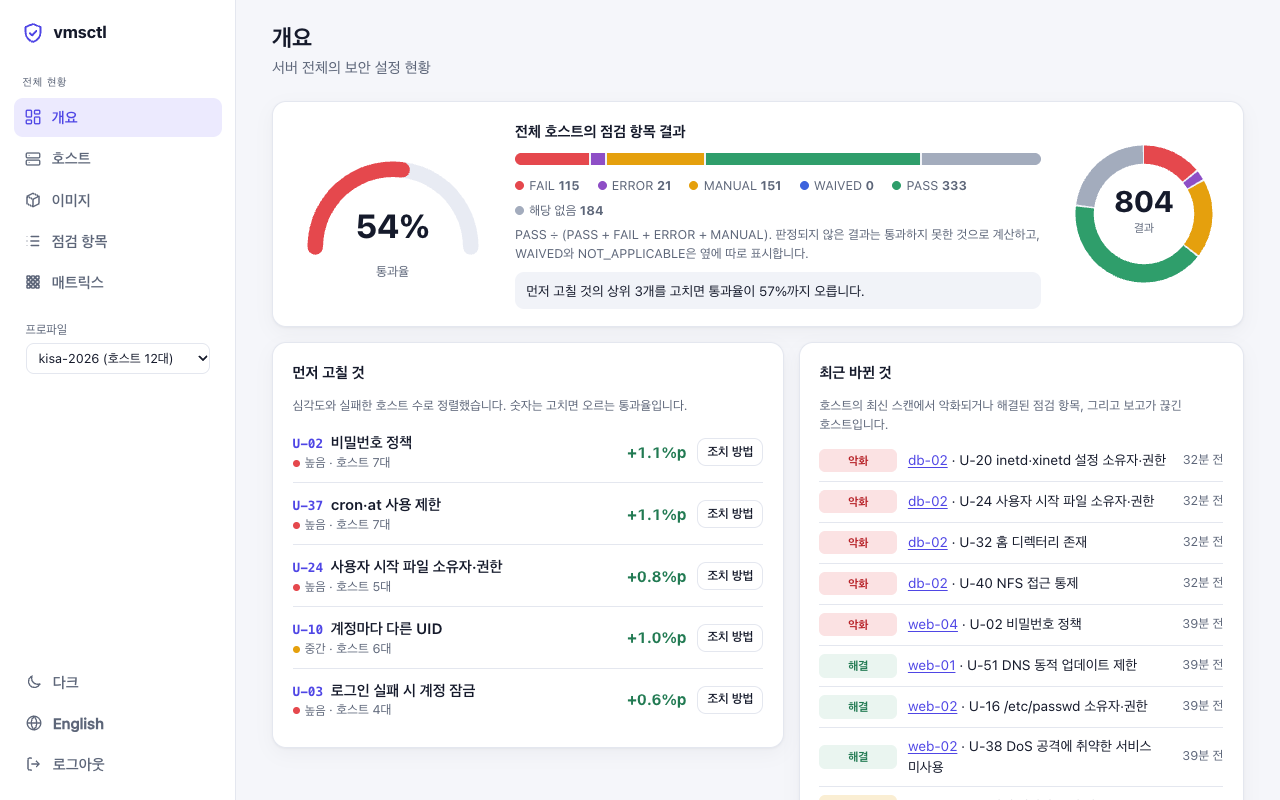 vmsctl
전체 현황
개요
호스트
이미지
점검 항목
매트릭스
프로파일
kisa-2026 (호스트 12대)
다크
English
로그아웃
개요
서버 전체의 보안 설정 현황
54%
통과율
전체 호스트의 점검 항목 결과
FAIL 115 ERROR 21 MANUAL 151 WAIVED 0 PASS 333
해당 없음 184
PASS ÷ (PASS + FAIL + ERROR + MANUAL). 판정되지 않은 결과는 통과하지 못한 것으로 계산하고,
WAIVED와 NOT_APPLICABLE은 옆에 따로 표시합니다.
먼저 고칠 것의 상위 3개를 고치면 통과율이 57%까지 오릅니다.
804
결과
먼저 고칠 것
심각도와 실패한 호스트 수로 정렬했습니다. 숫자는 고치면 오르는 통과율입니다.
U-02 비밀번호 정책
높음 · 호스트 7대
+1.1%p 조치 방법
U-37 cron·at 사용 제한
높음 · 호스트 7대
+1.1%p 조치 방법
U-24 사용자 시작 파일 소유자·권한
높음 · 호스트 5대
+0.8%p 조치 방법
U-10 계정마다 다른 UID
중간 · 호스트 6대
+1.0%p 조치 방법
U-03 로그인 실패 시 계정 잠금
높음 · 호스트 4대
+0.6%p 조치 방법
최근 바뀐 것
호스트의 최신 스캔에서 악화되거나 해결된 점검 항목, 그리고 보고가 끊긴
호스트입니다.
악화 db-02 · U-20 inetd·xinetd 설정 소유자·권한 32분 전
악화 db-02 · U-24 사용자 시작 파일 소유자·권한 32분 전
악화 db-02 · U-32 홈 디렉터리 존재 32분 전
악화 db-02 · U-40 NFS 접근 통제 32분 전
악화 web-04 · U-02 비밀번호 정책 39분 전
해결 web-01 · U-51 DNS 동적 업데이트 제한 39분 전
해결 web-02 · U-16 /etc/passwd 소유자·권한 39분 전
해결 web-02 · U-38 DoS 공격에 취약한 서비스 39분 전
미사용